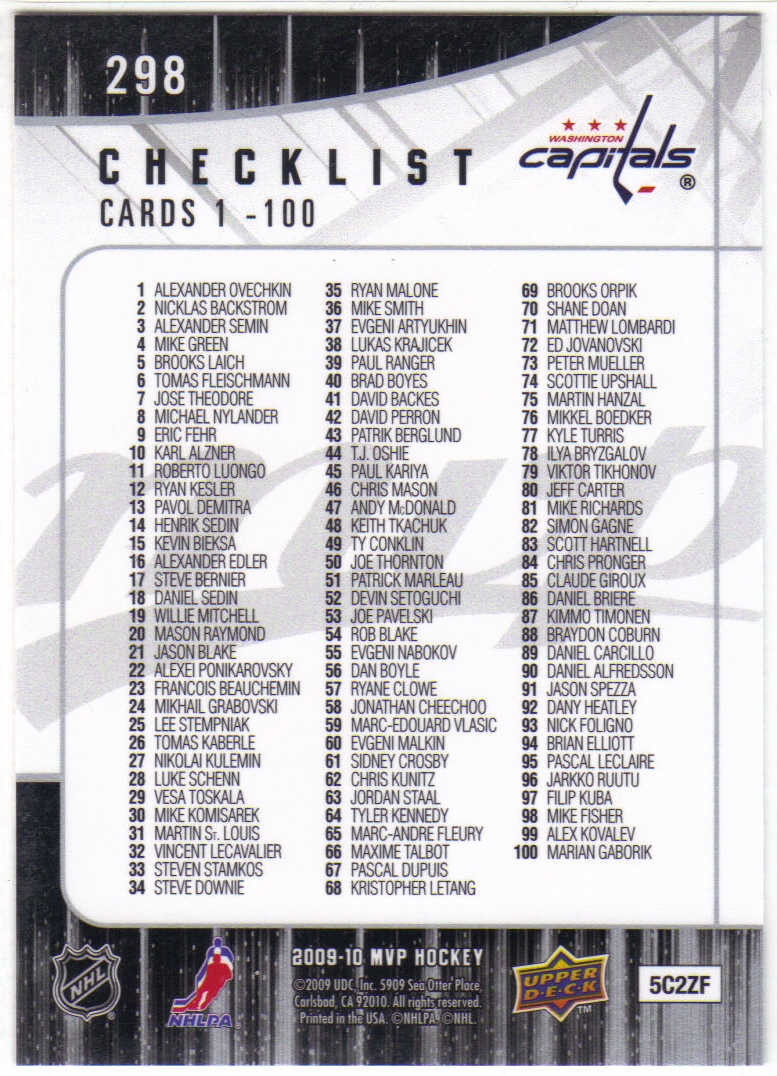 298
CHECKLIST
CARDS 1 -100
WASHINGTON
capitals®
1 ALEXANDER OVECHKIN
2 NICKLAS BACKSTROM
3 ALEXANDER SEMIN
4 MIKE GREEN
5 BROOKS LAICH
6 TOMAS FLEISCHMANN
7 JOSE THEODORE
8 MICHAEL NYLANDER
9 ERIC FEHR
10 KARL ALZNER
11 ROBERTO LUONGO
12 RYAN KESLER
13 PAVOL DEMITRA
14 HENRIK SEDIN
15 KEVIN BIEKSA
16 ALEXANDER EDLER
17 STEVE BERNIER
18 DANIEL SEDIN
19 WILLIE MITCHELL
20 MASON RAYMOND
21 JASON BLAKE
22 ALEXEI PONIKAROVSKY
23 FRANCOIS BEAUCHEMIN
24 MIKHAIL GRABOVSKI
25 LEE STEMPNIAK
26 TOMAS KABERLE
27 NIKOLAI KULEMIN
28 LUKE SCHENN
29 VESA TOSKALA
30 MIKE KOMISAREK
31 MARTIN ST. LOUIS
32 VINCENT LECAVALIER
33 STEVEN STAMKOS
34 STEVE DOWNIE
35 RYAN MALONE
36 MIKE SMITH
37 EVGENI ARTYUKHIN
38 LUKAS KRAJICEK
39 PAUL RANGER
40 BRAD BOYES
41 DAVID BACKES
42 DAVID PERRON
43 PATRIK BERGLUND
44 T.J. OSHIE
45 PAUL KARIYA
46 CHRIS MASON
47 ANDY McDONALD
48 KEITH TKACHUK
49 TY CONKLIN
50 JOE THORNTON
51 PATRICK MARLEAU
52 DEVIN SETOGUCHI
53 JOE PAVELSKI
54 ROB BLAKE
55 EVGENI NABOKOV
56 DAN BOYLE
57 RYANE CLOWE
58 JONATHAN CHEECHOO
59 MARC-EDOUARD VLASIC
60 EVGENI MALKIN
61 SIDNEY CROSBY
62 CHRIS KUNITZ
63 JORDAN STAAL
64 TYLER KENNEDY
65 MARC-ANDRE FLEURY
66 MAXIME TALBOT
67 PASCAL DUPUIS
68 KRISTOPHER LETANG
69 BROOKS ORPIK
70 SHANE DOAN
71 MATTHEW LOMBARDI
72 ED JOVANOVSKI
73 PETER MUELLER
74 SCOTTIE UPSHALL
75 MARTIN HANZAL
76 MIKKEL BOEDKER
77 KYLE TURRIS
78 ILYA BRYZGALOV
79 VIKTOR TIKHONOV
80 JEFF CARTER
81 MIKE RICHARDS
82 SIMON GAGNE
83 SCOTT HARTNELL
84 CHRIS PRONGER
85 CLAUDE GIROUX
86 DANIEL BRIERE
87 KIMMO TIMONEN
88 BRAYDON COBURN
89 DANIEL CARCILLO
90 DANIEL ALFREDSSON
91 JASON SPEZZA
92 DANY HEATLEY
93 NICK FOLIGNO
94 BRIAN ELLIOTT
95 PASCAL LECLAIRE
96 JARKKO RUUTU
97 FILIP KUBA
98 MIKE FISHER
99 ALEX KOVALEV
100 MARIAN GABORIK
mvp
NHL
NHLPA
2009-10 MVP HOCKEY
©2009 UDC, Inc. 5909 Sea Otter Place,
Carlsbad, CA 92010. All rights reserved.
Printed in the USA. ©NHLPA. ©NHL.
UPPER
D·E·C·K
TM
5C2ZF